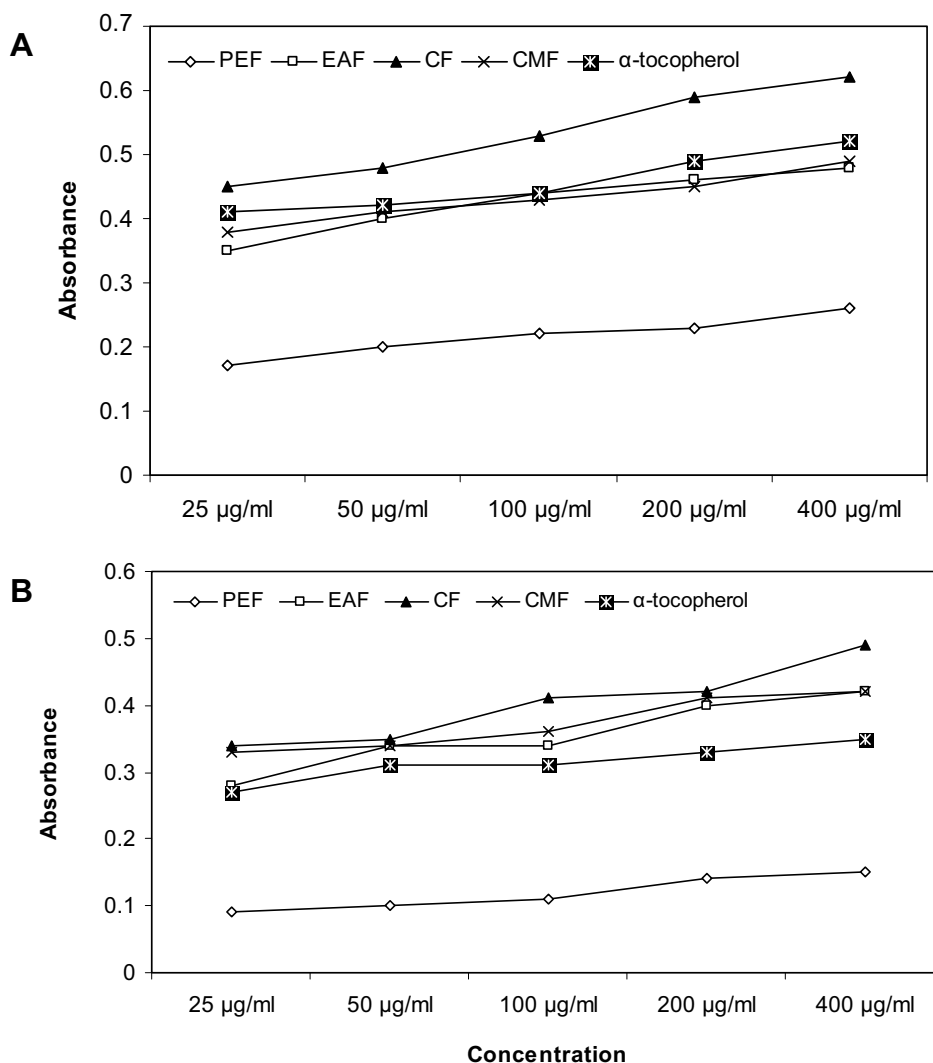 A
0.7
PEF EAF CF CMF α-tocopherol
0.6
0.5
0.4
0.3
0.2
0.1
0
Absorbance
25 µg/ml 50 µg/ml 100 µg/ml 200 µg/ml 400 µg/ml
B
0.6
PEF EAF CF CMF α-tocopherol
0.5
0.4
0.3
0.2
0.1
0
Absorbance
25 µg/ml 50 µg/ml 100 µg/ml 200 µg/ml 400 µg/ml
Concentration